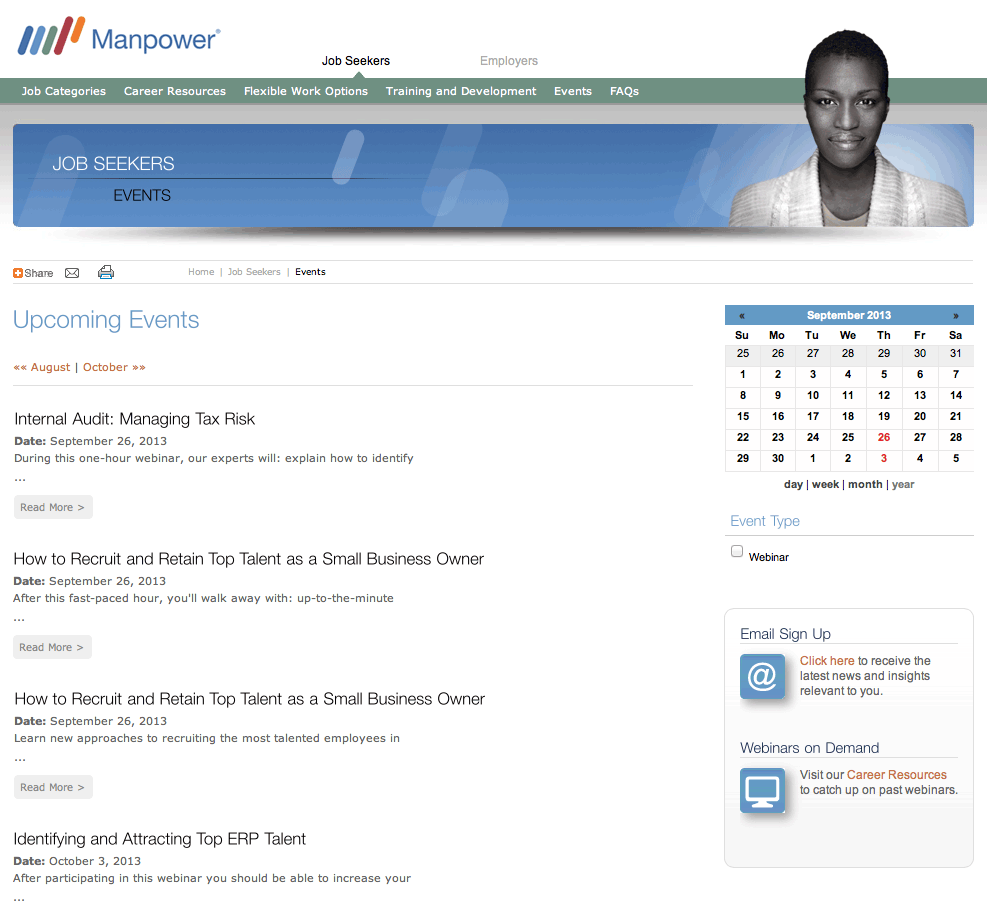 Manpower®
Job Seekers Employers
Job Categories Career Resources Flexible Work Options Training and Development Events FAQs
JOB SEEKERS
EVENTS
Share Home | Job Seekers | Events
Upcoming Events
«« August | October »»
Internal Audit: Managing Tax Risk
Date: September 26, 2013
During this one-hour webinar, our experts will: explain how to identify
...
Read More >
How to Recruit and Retain Top Talent as a Small Business Owner
Date: September 26, 2013
After this fast-paced hour, you'll walk away with: up-to-the-minute
...
Read More >
How to Recruit and Retain Top Talent as a Small Business Owner
Date: September 26, 2013
Learn new approaches to recruiting the most talented employees in
...
Read More >
Identifying and Attracting Top ERP Talent
Date: October 3, 2013
After participating in this webinar you should be able to increase your
...
« September 2013 »
Su Mo Tu We Th Fr Sa
25 26 27 28 29 30 31
1 2 3 4 5 6 7
8 9 10 11 12 13 14
15 16 17 18 19 20 21
22 23 24 25 26 27 28
29 30 1 2 3 4 5
day | week | month | year
Event Type
Webinar
Email Sign Up
@
Click here to receive the
latest news and insights
relevant to you.
Webinars on Demand
Visit our Career Resources
to catch up on past webinars.